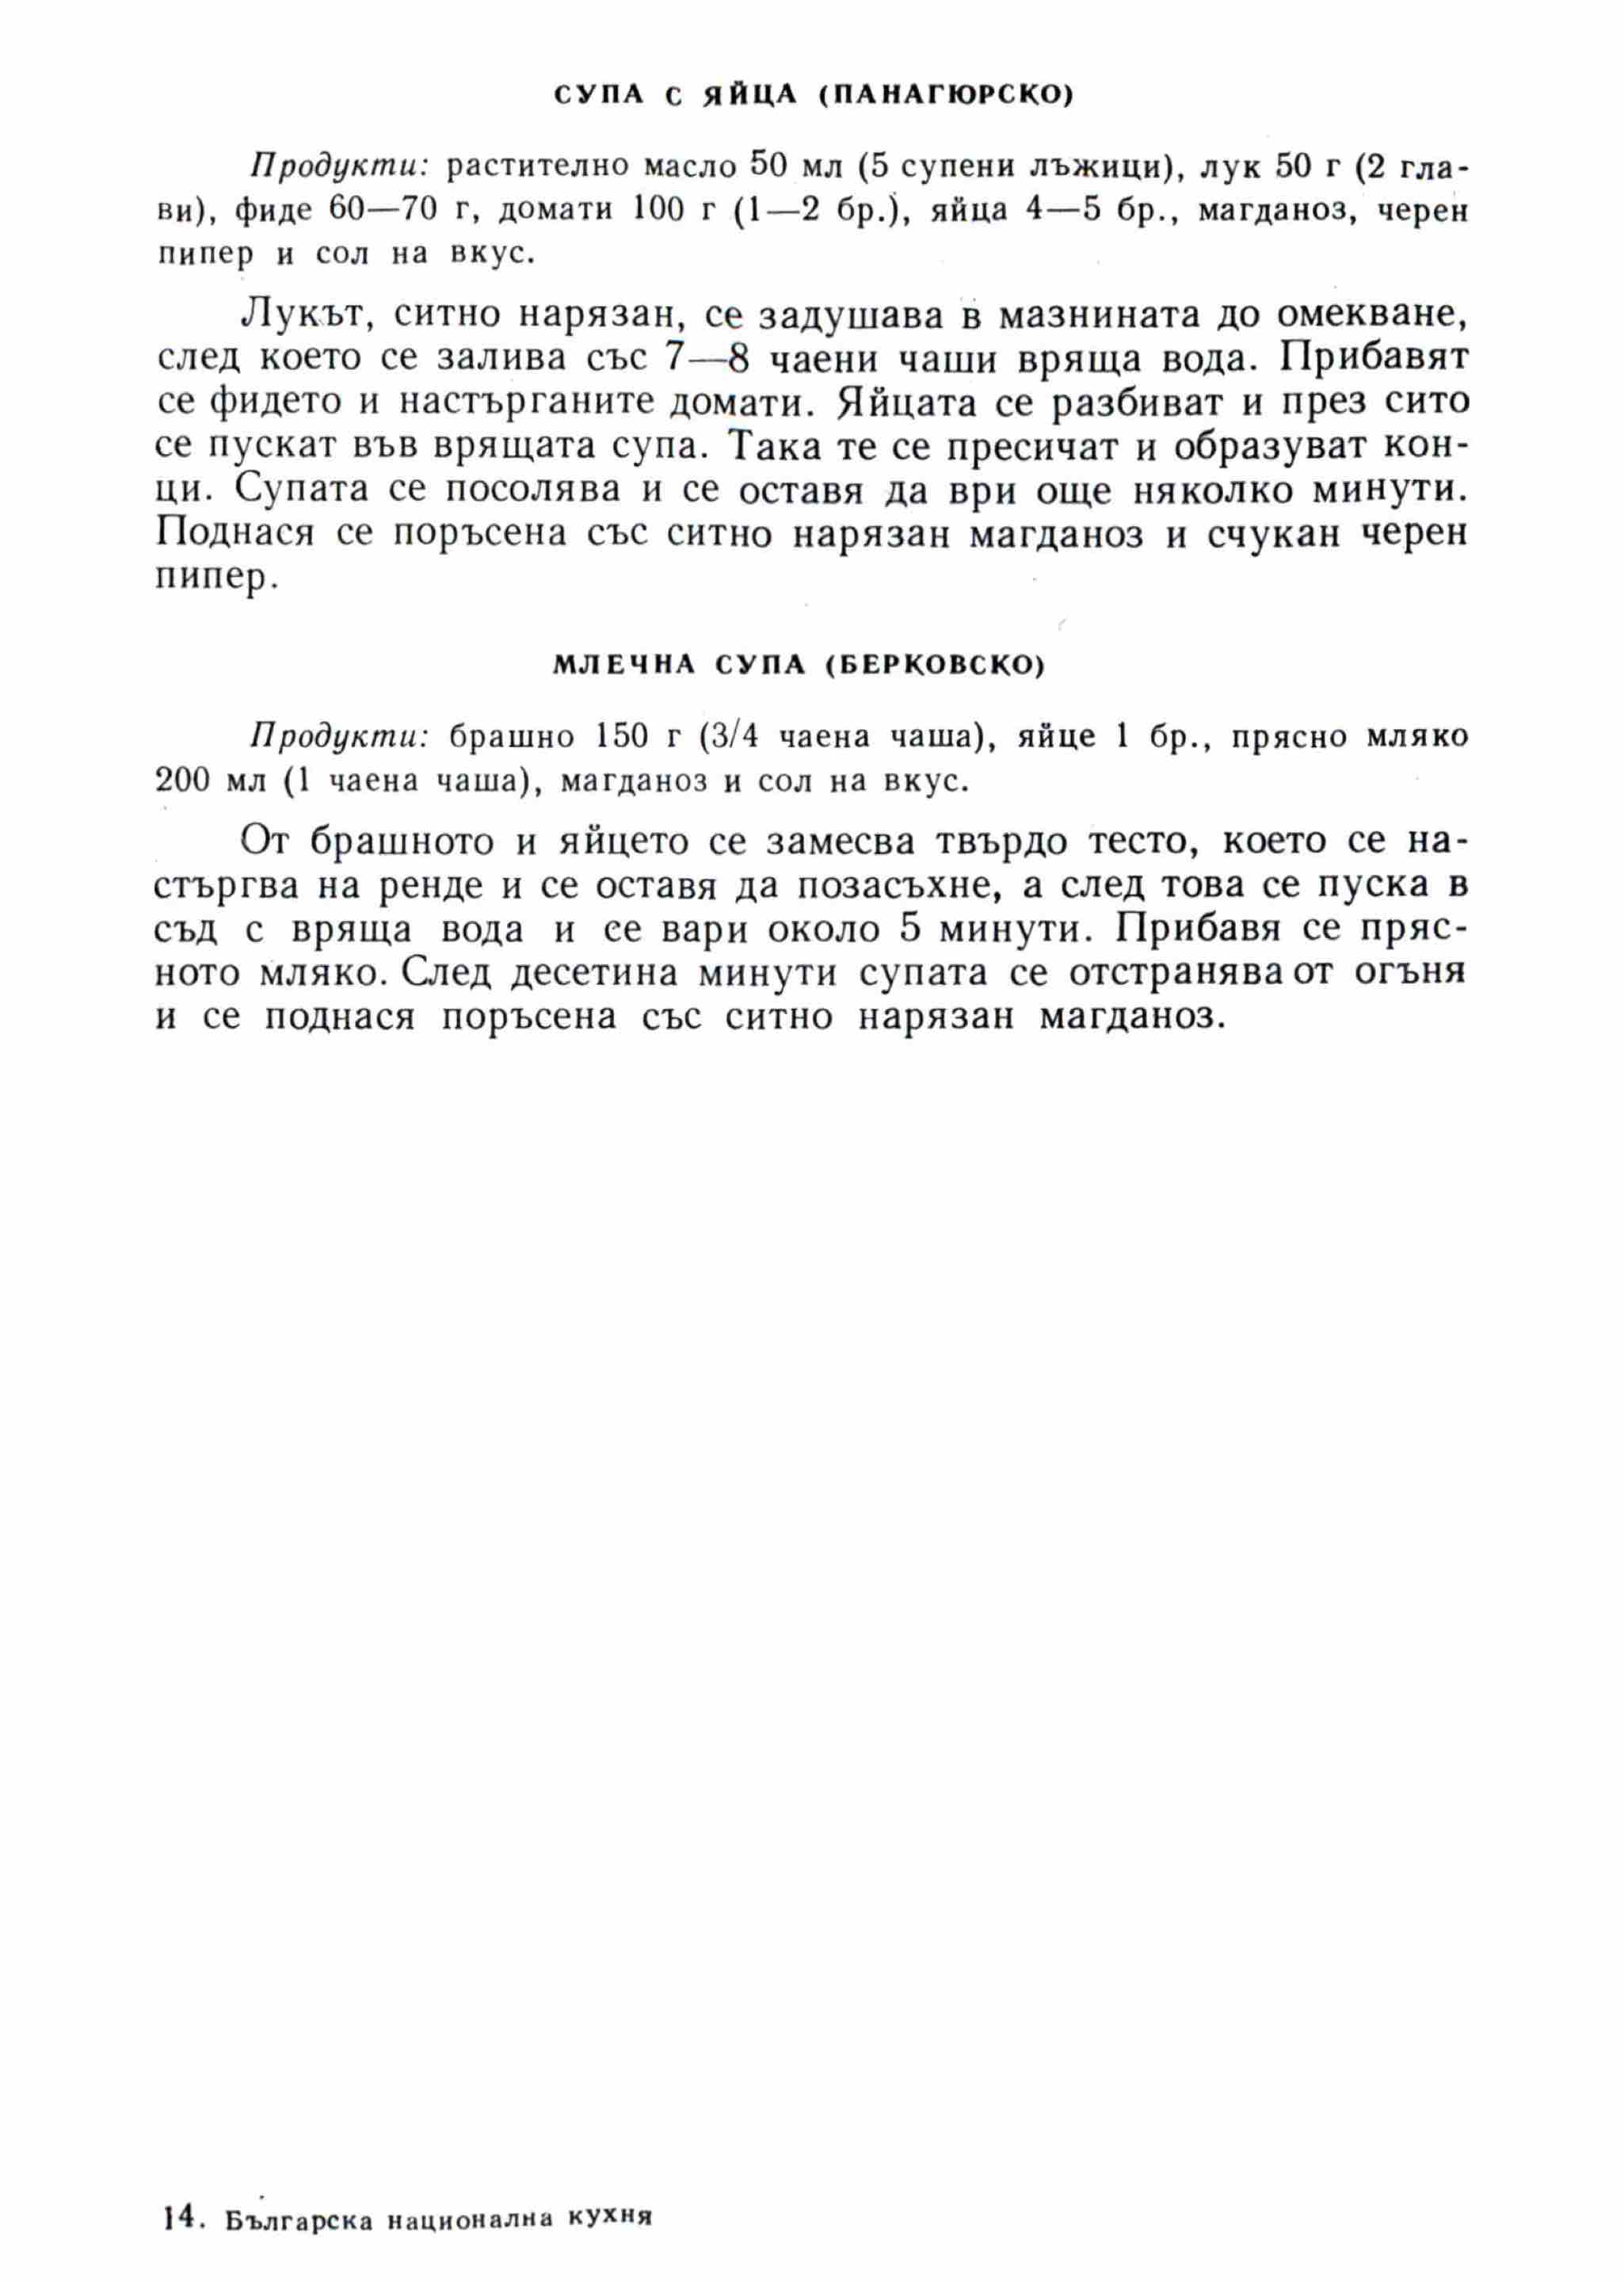 СУПА С ЯЙЦА (ПАНАГЮРСКО)
Продукти: растително масло 50 мл (5 супени лъжици), лук 50 г (2 гла-
ви), фиде 60—70 г, домати 100 г (1—2 бр.), яйца 4—5 бр., магданоз, черен
пипер и сол на вкус.
Лукът, ситно нарязан, се задушава в мазнината до омекване,
след което се залива със 7—8 чаени чаши вряща вода. Прибавят
се фидето и настърганите домати. Яйцата се разбиват и през сито
се пускат във врящата супа. Така те се пресичат и образуват кон-
ци. Супата се посолява и се оставя да ври още няколко минути.
Поднася се поръсена със ситно нарязан магданоз и счукан черен
пипер.
МЛЕЧНА СУПА (БЕРКОВСКО)
Продукти: брашно 150 г (3/4 чаена чаша), яйце 1 бр., прясно мляко
200 мл (1 чаена чаша), магданоз и сол на вкус.
От брашното и яйцето се замесва твърдо тесто, което се на-
стъргва на ренде и се оставя да позасъхне, а след това се пуска в
съд с вряща вода и се вари около 5 минути. Прибавя се пряс-
ното мляко. След десетина минути супата се отстранява от огъня
и се поднася поръсена със ситно нарязан магданоз.
14. Българска национална кухня